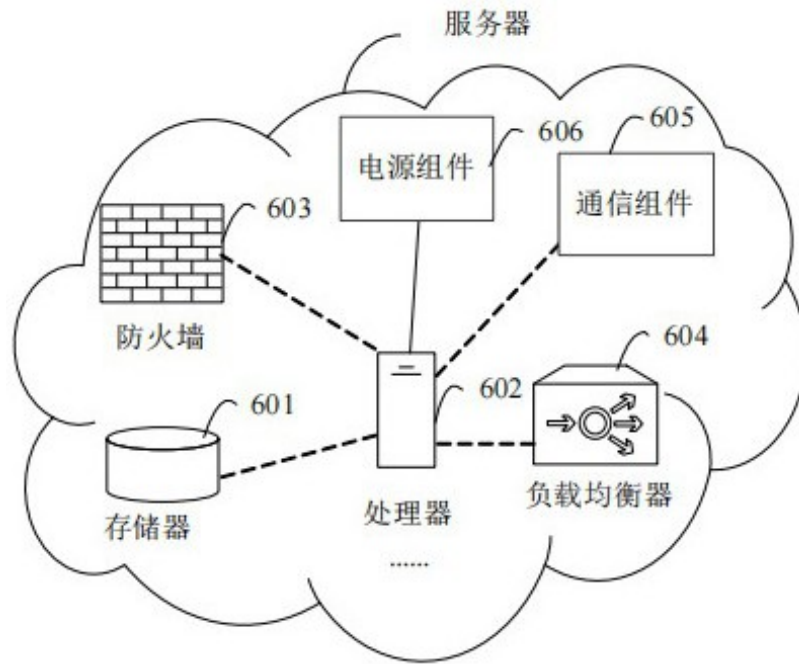 服务器
606
605
电源组件
通信组件
603
防火墙
604
602
601
存储器
处理器
负载均衡器
......